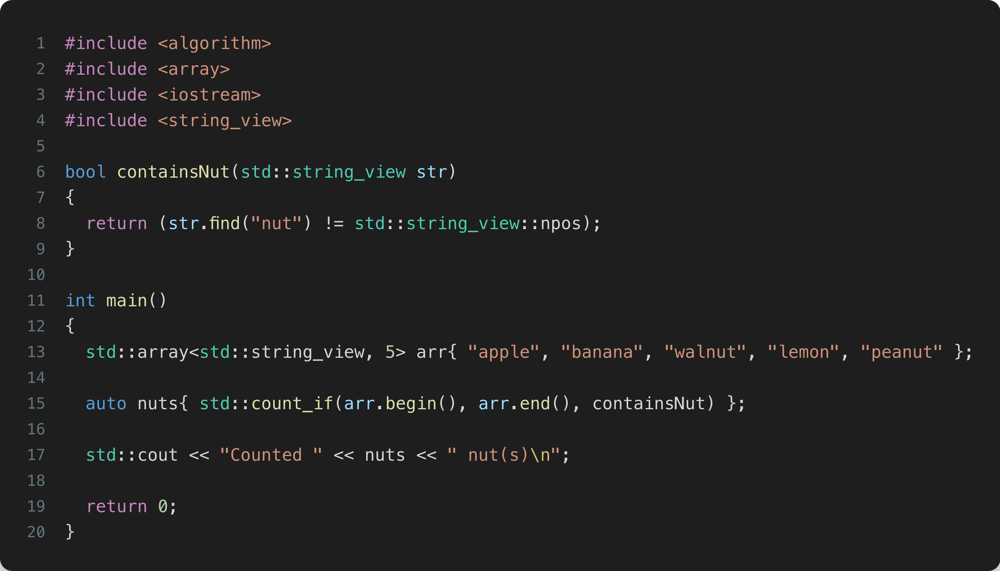 1 #include <algorithm>
2 #include <array>
3 #include <iostream>
4 #include <string_view>
5
6 bool containsNut(std::string_view str)
7 {
8   return (str.find("nut") != std::string_view::npos);
9 }
10
11 int main()
12 {
13   std::array<std::string_view, 5> arr{ "apple", "banana", "walnut", "lemon", "peanut" };
14
15   auto nuts{ std::count_if(arr.begin(), arr.end(), containsNut) };
16
17   std::cout << "Counted " << nuts << " nut(s)\n";
18
19   return 0;
20 }